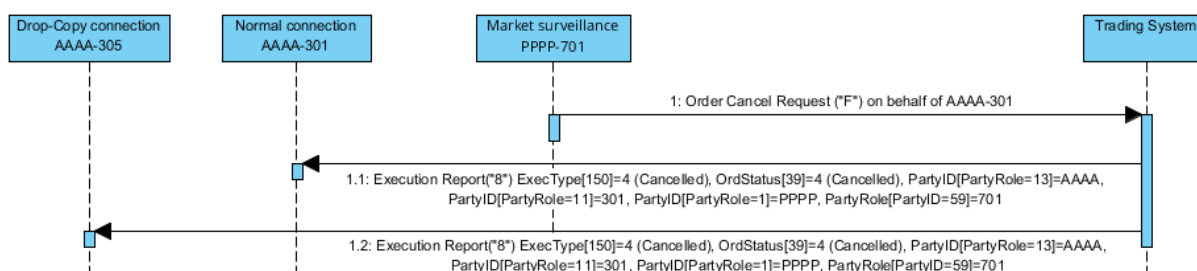 Drop-Copy connection
AAAA-305
Normal connection
AAAA-301
Market surveillance
PPPP-701
Trading System
1: Order Cancel Request ("F") on behalf of AAAA-301
1.1: Execution Report("8") ExecType[150]=4 (Cancelled), OrdStatus[39]=4 (Cancelled), PartyID[PartyRole=13]=AAAA,
PartyID[PartyRole=11]=301, PartyID[PartyRole=1]=PPPP, PartyRole[PartyID=59]=701
1.2: Execution Report("8") ExecType[150]=4 (Cancelled), OrdStatus[39]=4 (Cancelled), PartyID[PartyRole=13]=AAAA,
PartyID[PartyRole=11]=301, PartyID[PartyRole=1]=PPPP, PartyRole[PartyID=59]=701